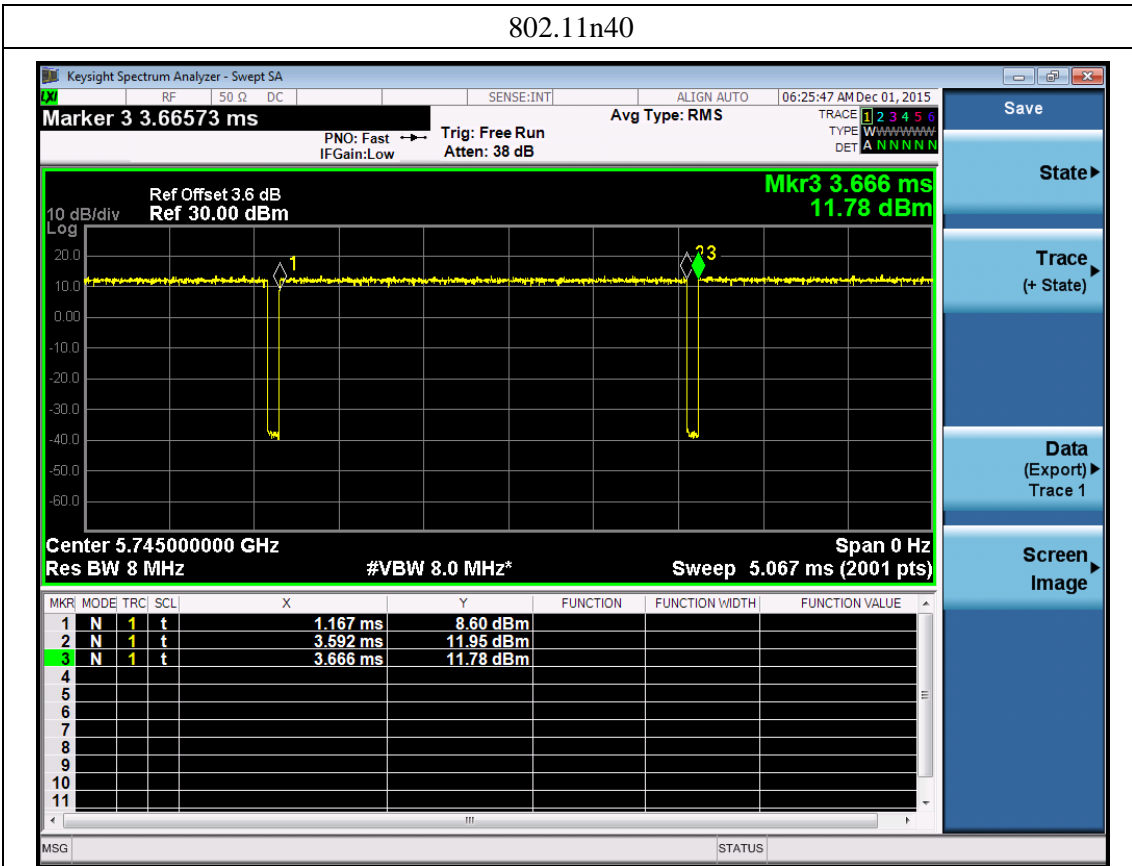 802.11n40
Keysight Spectrum Analyzer - Swept SA
LXI RF 50 Ω DC SENSE:INT ALIGN AUTO 06:25:47 AM Dec 01, 2015
Marker 3 3.66573 ms
PNO: Fast
IFGain:Low
Trig: Free Run
Atten: 38 dB
Avg Type: RMS
TRACE 1 2 3 4 5 6
TYPE WWWWWWW
DET A N N N N N
Mkr3 3.666 ms
11.78 dBm
Ref Offset 3.6 dB
10 dB/div Ref 30.00 dBm
Log
20.0
10.0
0.00
-10.0
-20.0
-30.0
-40.0
-50.0
-60.0
1
2 3
Center 5.745000000 GHz Span 0 Hz
Res BW 8 MHz #VBW 8.0 MHz* Sweep 5.067 ms (2001 pts)
MKR MODE TRC SCL X Y FUNCTION FUNCTION WIDTH FUNCTION VALUE
1 N 1 t 1.167 ms 8.60 dBm
2 N 1 t 3.592 ms 11.95 dBm
3 N 1 t 3.666 ms 11.78 dBm
4
5
6
7
8
9
10
11
MSG STATUS
Save
State
Trace
(+ State)
Data
(Export)
Trace 1
Screen
Image